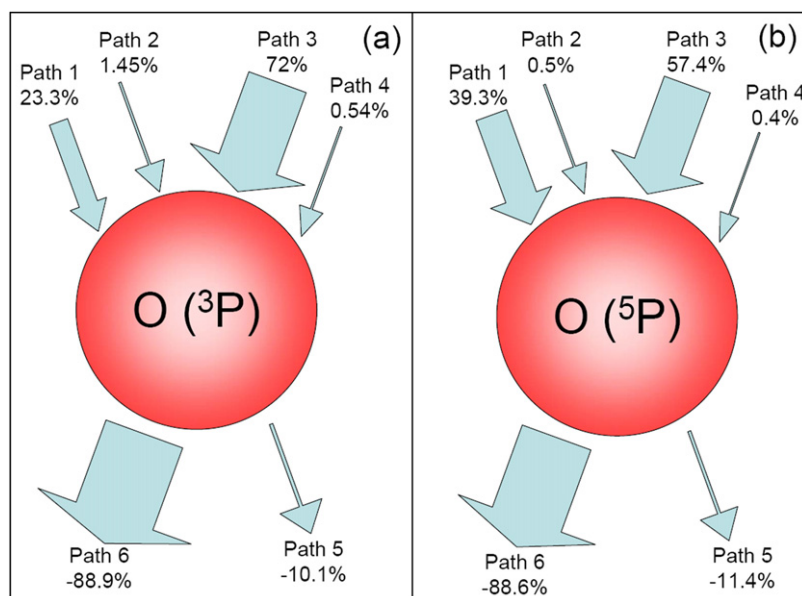 (a)
Path 1
23.3%
Path 2
1.45%
Path 3
72%
Path 4
0.54%
O (³P)
Path 6
-88.9%
Path 5
-10.1%
(b)
Path 1
39.3%
Path 2
0.5%
Path 3
57.4%
Path 4
0.4%
O (⁵P)
Path 6
-88.6%
Path 5
-11.4%